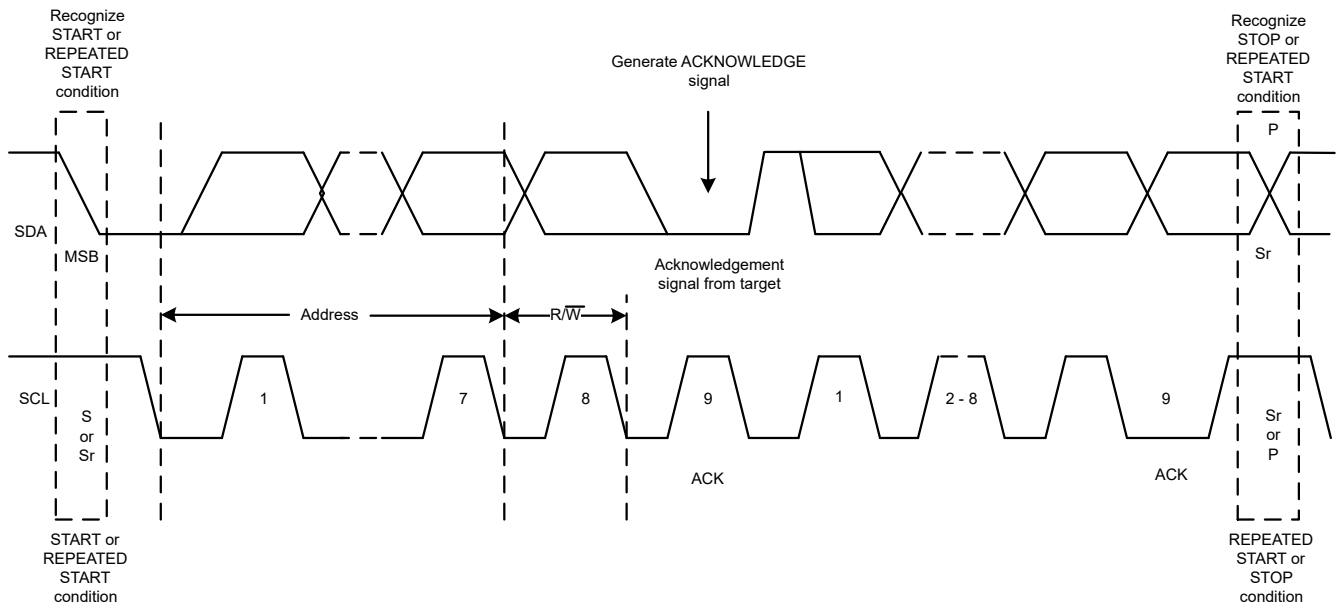 Recognize
START or
REPEATED
START
condition
Generate ACKNOWLEDGE
signal
Recognize
STOP or
REPEATED
START
condition
P
SDA
MSB
Acknowledgement
signal from target
Sr
Address
R/W̅
SCL
1
7
8
9
1
2 - 8
9
S
or
Sr
Sr
or
P
ACK
ACK
START or
REPEATED
START
condition
REPEATED
START or
STOP
condition